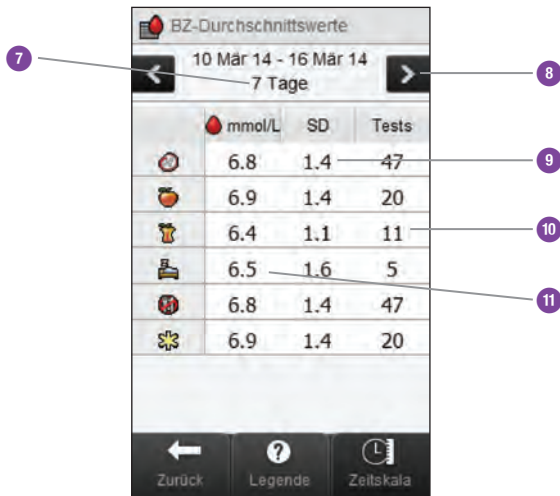 BZ-Durchschnittswerte
10 Mär 14 - 16 Mär 14
7 Tage
7
8
mmol/L SD Tests
6.8 1.4 47
9
6.9 1.4 20
6.4 1.1 11
10
6.5 1.6 5
11
6.8 1.4 47
6.9 1.4 20
Zurück Legende Zeitskala